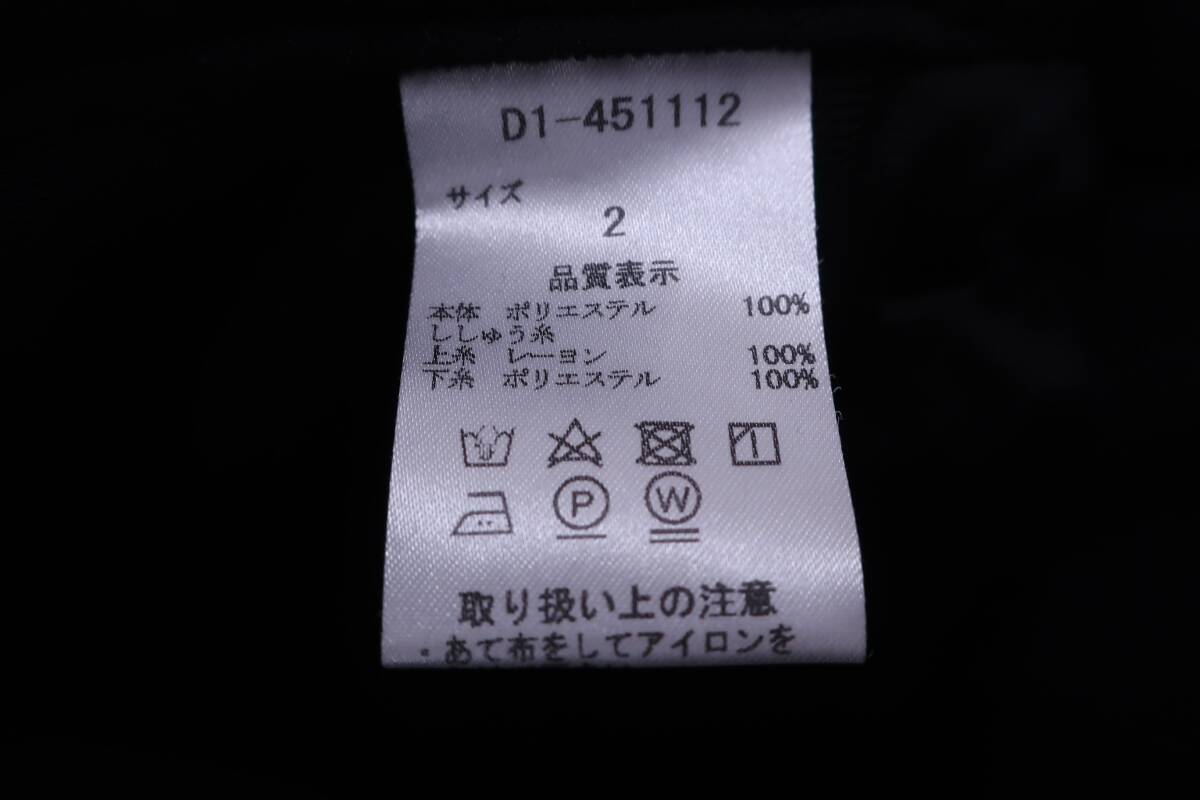 D1-451112
サイズ
2
品質表示
本体 ポリエステル 100%
ししゅう糸
上糸 レーヨン 100%
下糸 ポリエステル 100%
P W
取り扱い上の注意
・あて布をしてアイロンを